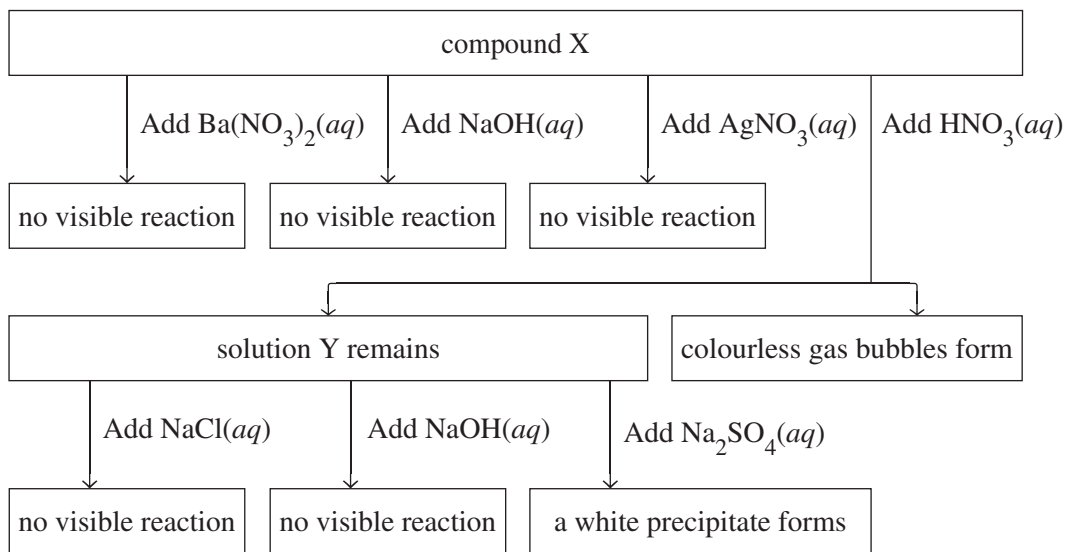 compound X
Add Ba(NO₃)₂(aq)
Add NaOH(aq)
Add AgNO₃(aq)
Add HNO₃(aq)
no visible reaction
no visible reaction
no visible reaction
solution Y remains
colourless gas bubbles form
Add NaCl(aq)
Add NaOH(aq)
Add Na₂SO₄(aq)
no visible reaction
no visible reaction
a white precipitate forms